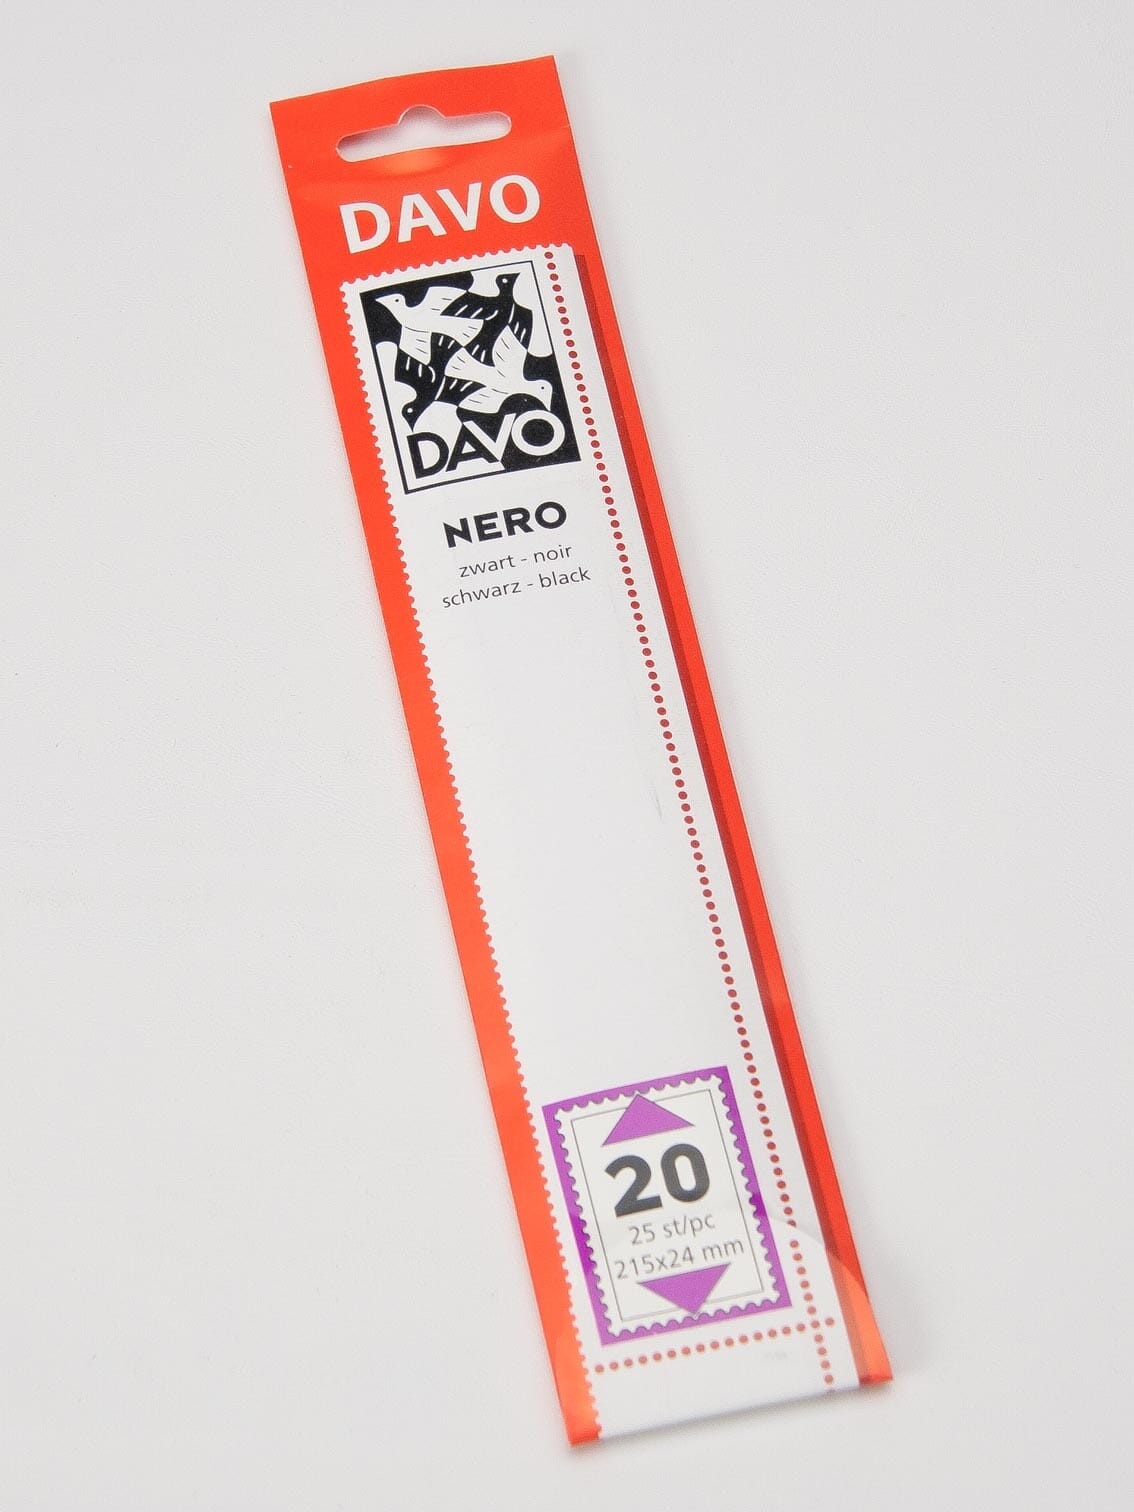 DAVO
DAVO
NERO
zwart - noir
schwarz - black
20
25 st/pc
215x24 mm